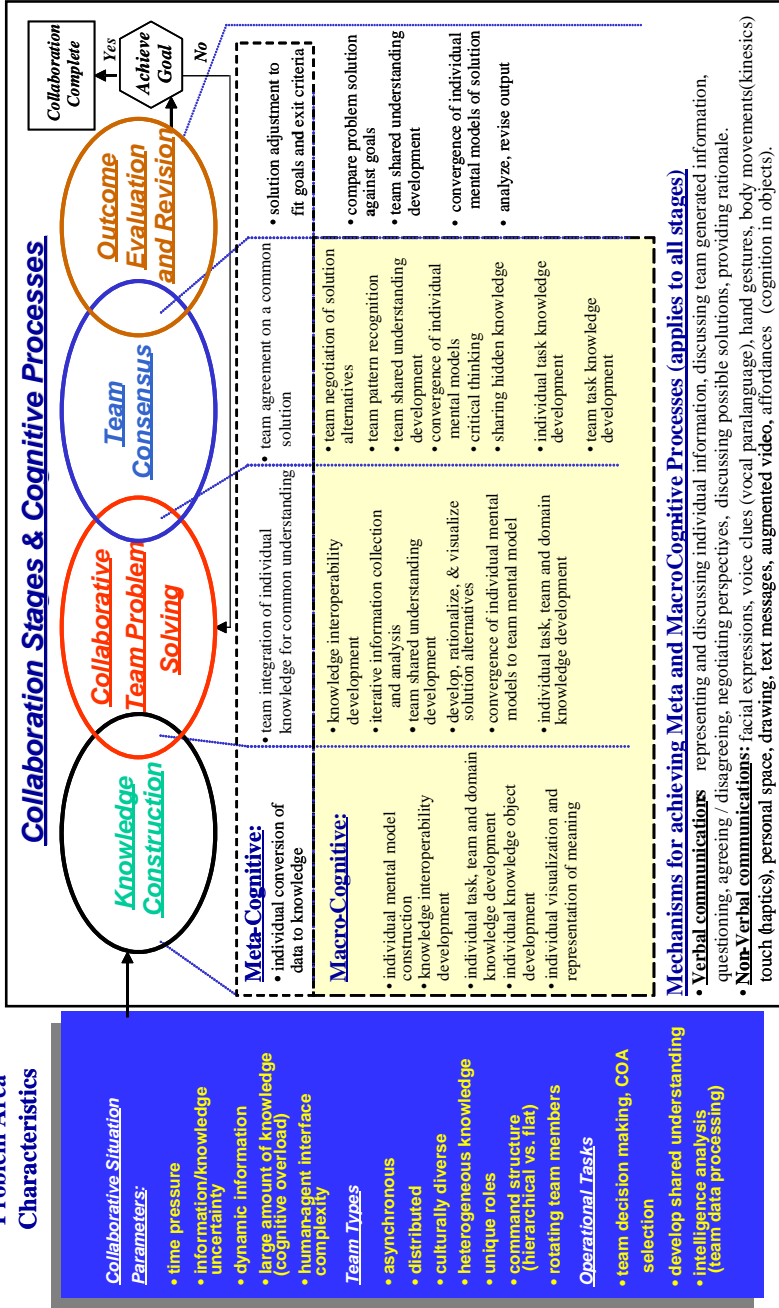 Problem Area
Characteristics
Collaborative Situation
Parameters:
• time pressure
• information/knowledge
uncertainty
• dynamic information
• large amount of knowledge
(cognitive overload)
• human-agent interface
complexity
Team Types
• asynchronous
• distributed
• culturally diverse
• heterogeneous knowledge
• unique roles
• command structure
(hierarchical vs. flat)
• rotating team members
Operational Tasks
• team decision making, COA
selection
• develop shared understanding
• intelligence analysis
(team data processing)
Collaboration Stages & Cognitive Processes
Knowledge
Construction
Collaborative
Team Problem
Solving
Team
Consensus
Outcome
Evaluation
and Revision
Collaboration
Complete
Yes
Achieve
Goal
No
Meta-Cognitive:
• individual conversion of
data to knowledge
• team integration of individual
knowledge for common understanding
• team agreement on a common
solution
• solution adjustment to
fit goals and exit criteria
Macro-Cognitive:
• individual mental model
construction
• knowledge interoperability
development
• individual task, team and domain
knowledge development
• individual knowledge object
development
• individual visualization and
representation of meaning
• knowledge interoperability
development
• iterative information collection
and analysis
• team shared understanding
development
• develop, rationalize, & visualize
solution alternatives
• convergence of individual mental
models to team mental model
• individual task, team and domain
knowledge development
• team negotiation of solution
alternatives
• team pattern recognition
• team shared understanding
development
• convergence of individual
mental models
• critical thinking
• sharing hidden knowledge
• individual task knowledge
development
• team task knowledge
development
• compare problem solution
against goals
• team shared understanding
development
• convergence of individual
mental models of solution
• analyze, revise output
Mechanisms for achieving Meta and MacroCognitive Processes (applies to all stages)
• Verbal communications representing and discussing individual information, discussing team generated information,
questioning, agreeing / disagreeing, negotiating perspectives, discussing possible solutions, providing rationale.
• Non-Verbal communications: facial expressions, voice clues (vocal paralanguage), hand gestures, body movements(kinesics)
touch (haptics), personal space, drawing, text messages, augmented video, affordances (cognition in objects).